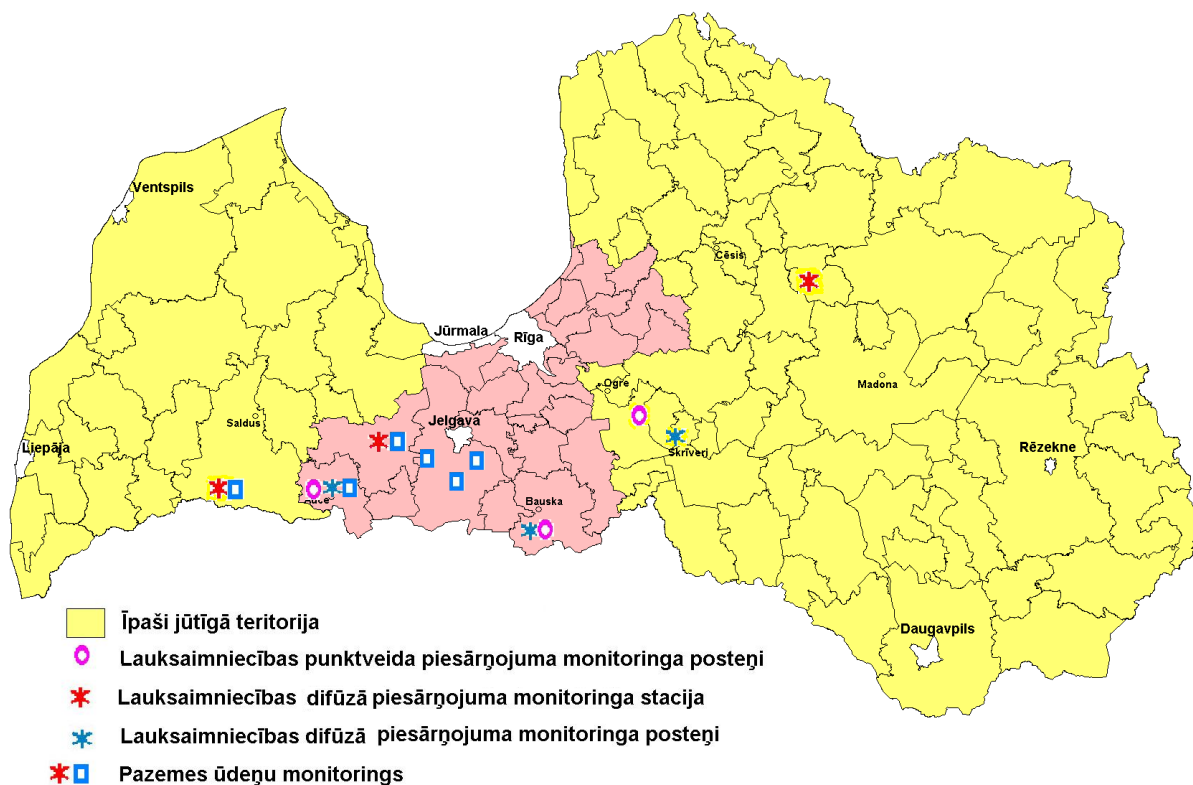 Ventspils
Cēsis
Jūrmala
Rīga
Ogre
Madona
Saldus
Jelgava
Liepāja
Skrīveri
Rēzekne
Auce
Bauska
Daugavpils
Īpaši jūtīgā teritorija
Lauksaimniecības punktveida piesārņojuma monitoringa posteņi
Lauksaimniecības difūzā piesārņojuma monitoringa stacija
Lauksaimniecības difūzā piesārņojuma monitoringa posteņi
Pazemes ūdeņu monitorings